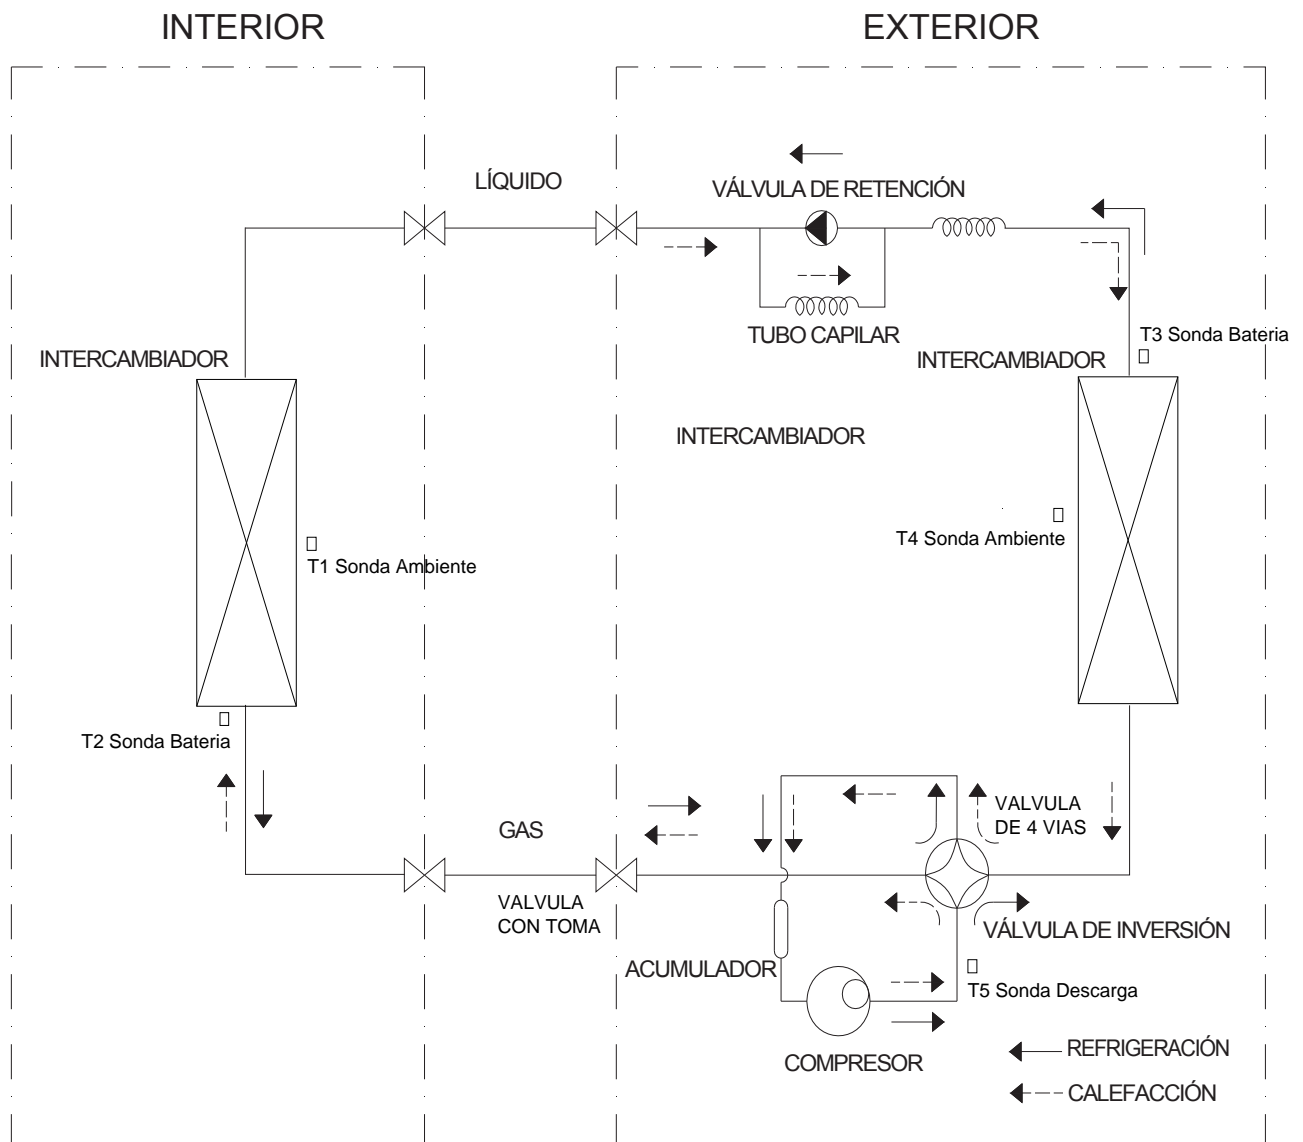 INTERIOR
EXTERIOR
LÍQUIDO
VÁLVULA DE RETENCIÓN
TUBO CAPILAR
T3 Sonda Bateria
INTERCAMBIADOR
INTERCAMBIADOR
INTERCAMBIADOR
T4 Sonda Ambiente
T1 Sonda Ambiente
T2 Sonda Bateria
GAS
VALVULA
DE 4 VIAS
VALVULA
CON TOMA
VÁLVULA DE INVERSIÓN
ACUMULADOR
T5 Sonda Descarga
COMPRESOR
REFRIGERACIÓN
CALEFACCIÓN